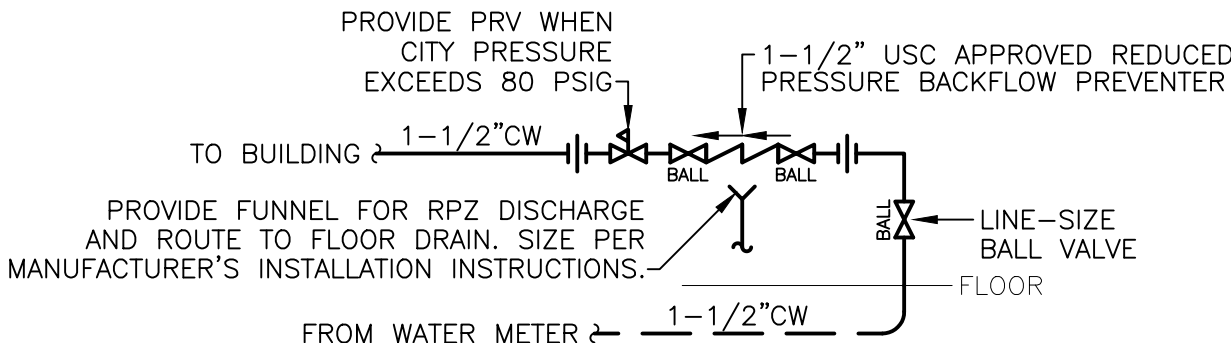 PROVIDE PRV WHEN
CITY PRESSURE
EXCEEDS 80 PSIG
1-1/2" USC APPROVED REDUCED
PRESSURE BACKFLOW PREVENTER
1-1/2"CW
TO BUILDING
BALL
BALL
PROVIDE FUNNEL FOR RPZ DISCHARGE
AND ROUTE TO FLOOR DRAIN. SIZE PER
MANUFACTURER'S INSTALLATION INSTRUCTIONS.
BALL
LINE-SIZE
BALL VALVE
FLOOR
1-1/2"CW
FROM WATER METER